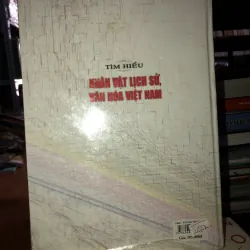 TÌM HIỂU
NHÂN VẬT LỊCH SỬ,
VĂN HÓA VIỆT NAM